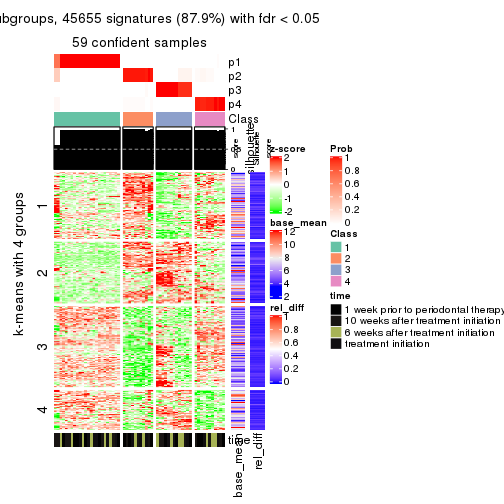 ubgroups, 45655 signatures (87.9%) with fdr < 0.05
59 confident samples
p1
p2
p3
p4
Class
1
0.5
0
silhouette
score
k-means with 4 groups
1
2
3
4
time
base_mean
rel_diff
z-score
2
1
0
-1
-2
base_mean
12
10
8
6
4
2
rel_diff
1
0.8
0.6
0.4
0.2
0
Prob
1
0.8
0.6
0.4
0.2
0
Class
1
2
3
4
time
1 week prior to periodontal therapy
10 weeks after treatment initiation
6 weeks after treatment initiation
treatment initiation